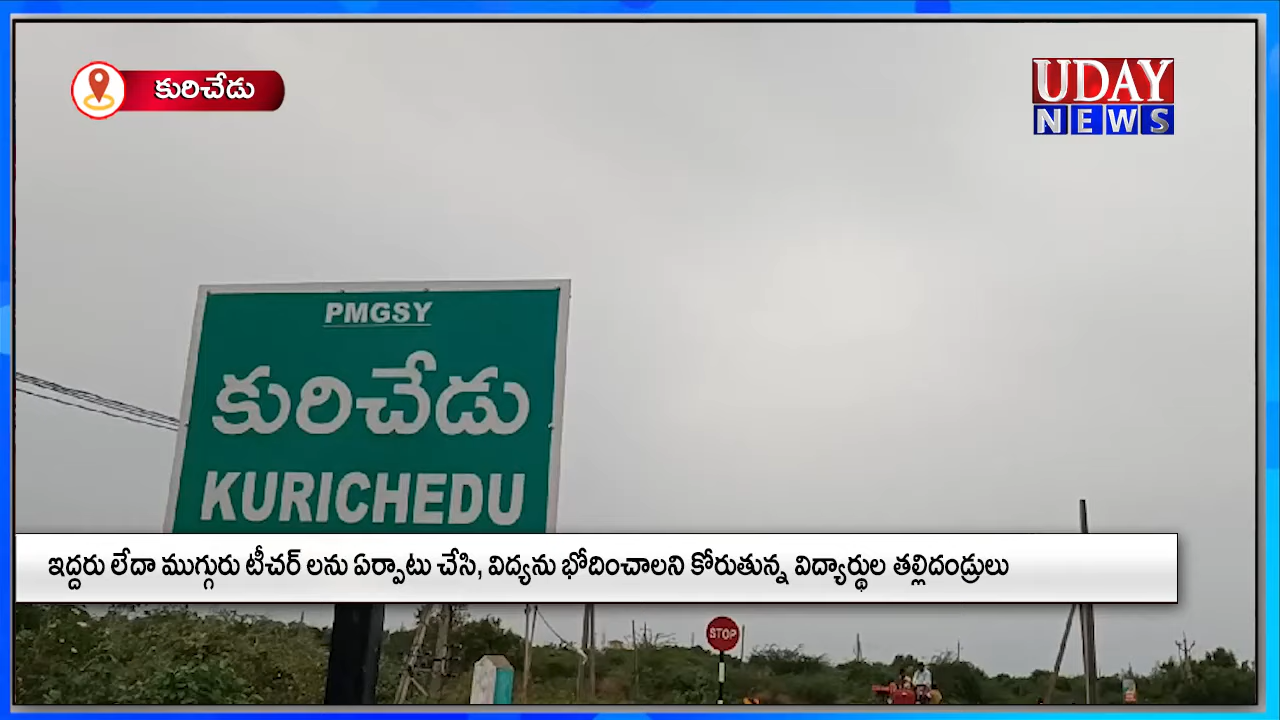 కురిచేడు
UDAY
NEWS
PMGSY
కురిచేడు
KURICHEDU
ఇద్దరు లేదా ముగ్గురు టీచర్ లను ఏర్పాటు చేసి, విద్యను భోదించాలని కోరుతున్న విద్యార్థుల తల్లిదండ్రులు
STOP